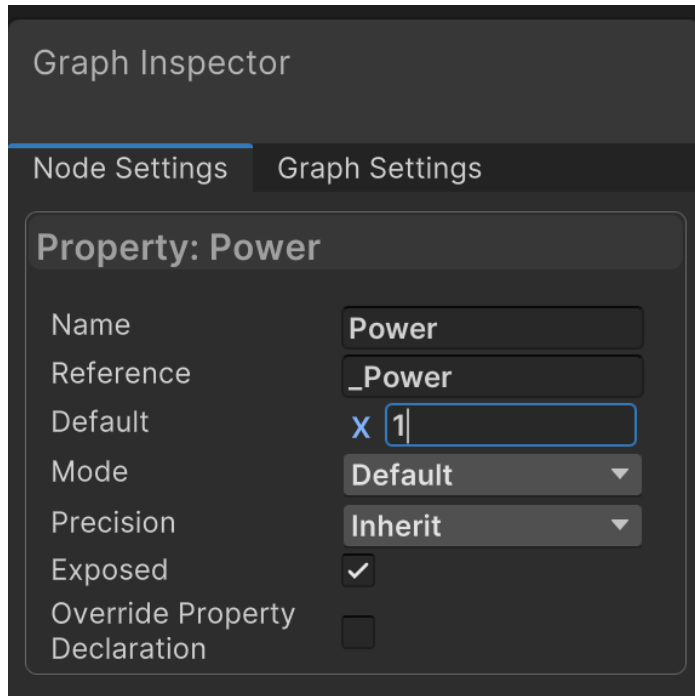 Graph Inspector
Node Settings Graph Settings
Property: Power
Name Power
Reference _Power
Default X 1
Mode Default
Precision Inherit
Exposed
Override Property
Declaration